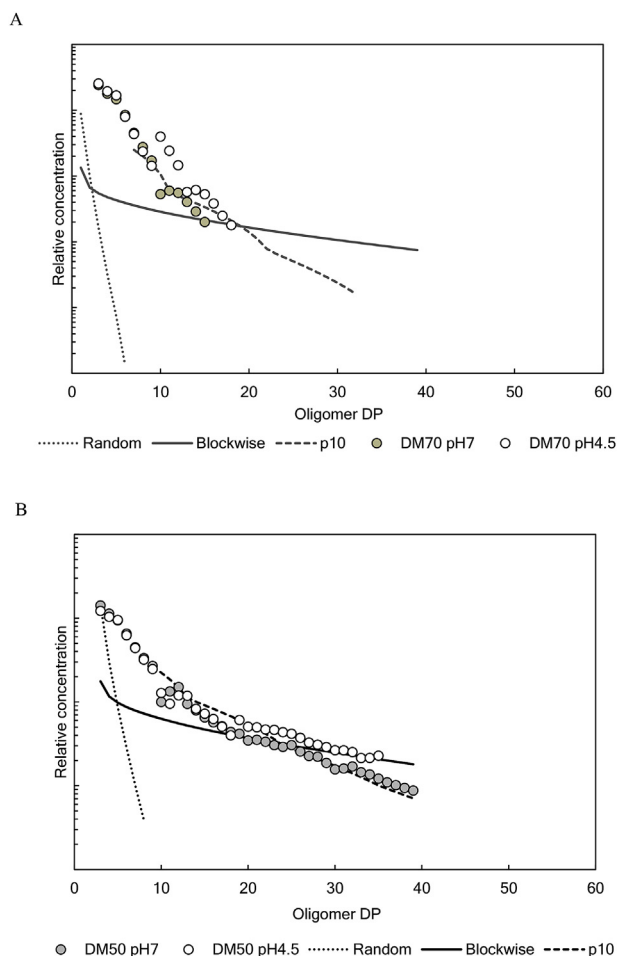 A
Relative concentration
0 10 20 30 40 50 60
Oligomer DP
Random Blockwise p10 DM70 pH7 DM70 pH4.5
B
Relative concentration
0 10 20 30 40 50 60
Oligomer DP
DM50 pH7 DM50 pH4.5 Random Blockwise p10